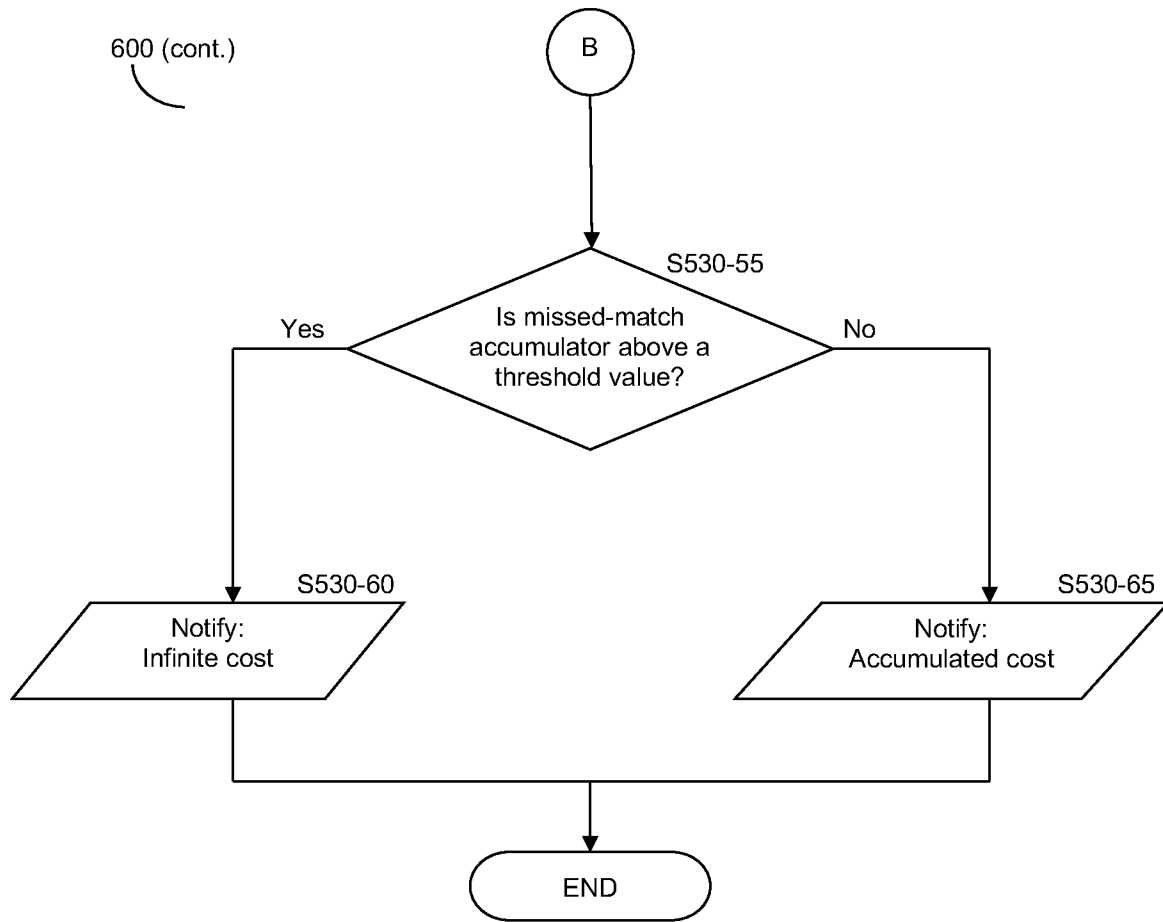 600 (cont.)
B
S530-55
Yes
Is missed-match
accumulator above a
threshold value?
No
S530-60
Notify:
Infinite cost
S530-65
Notify:
Accumulated cost
END